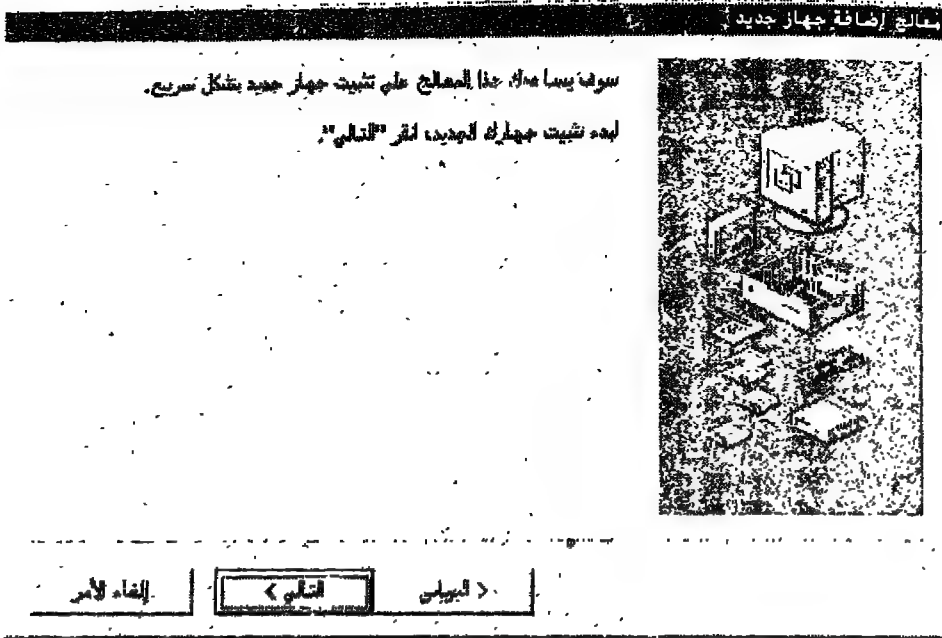 معالج إضافة جهاز جديد
سوف يساعدك هذا المعالج على تثبيت جهاز جديد بشكل سريع.
لبدء تثبيت جهازك الجديد، انقر "التالي".
< التالي >
إلغاء الأمر